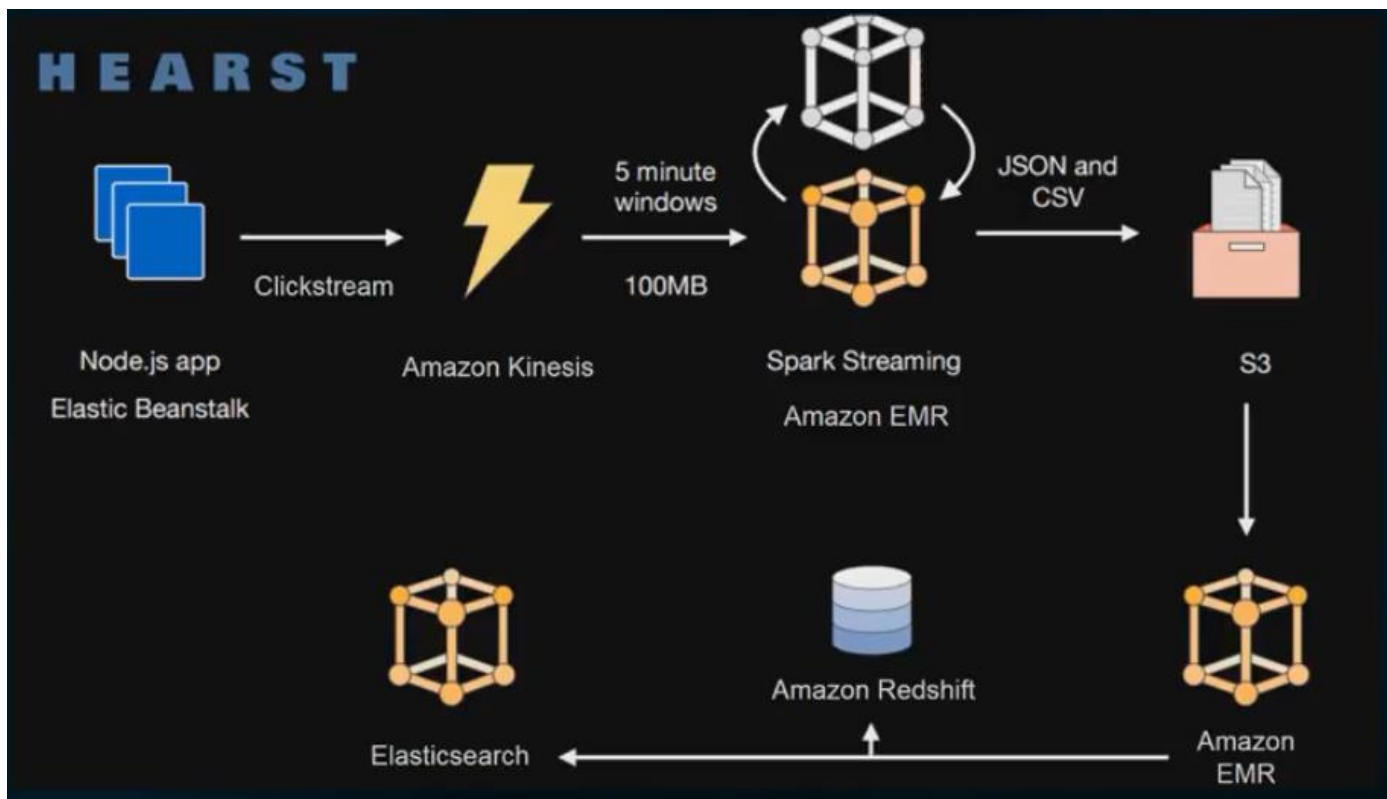 HEARST
Clickstream
5 minute
windows
100MB
JSON and
CSV
Node.js app
Elastic Beanstalk
Amazon Kinesis
Spark Streaming
Amazon EMR
S3
Elasticsearch
Amazon Redshift
Amazon
EMR